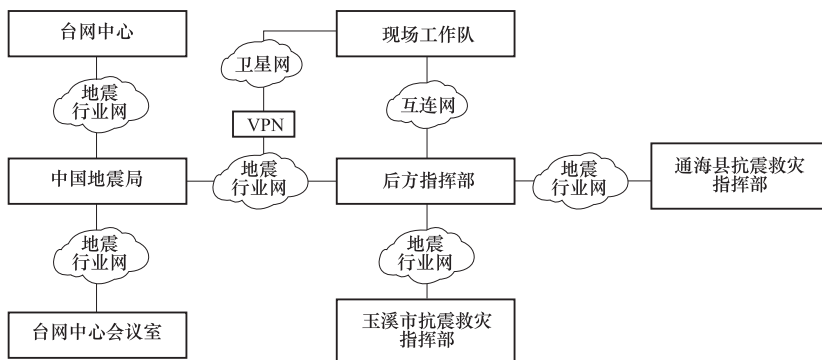 台网中心
现场工作队
卫星网
地震
行业网
互连网
VPN
中国地震局
地震
行业网
后方指挥部
地震
行业网
通海县抗震救灾
指挥部
地震
行业网
地震
行业网
台网中心会议室
玉溪市抗震救灾
指挥部